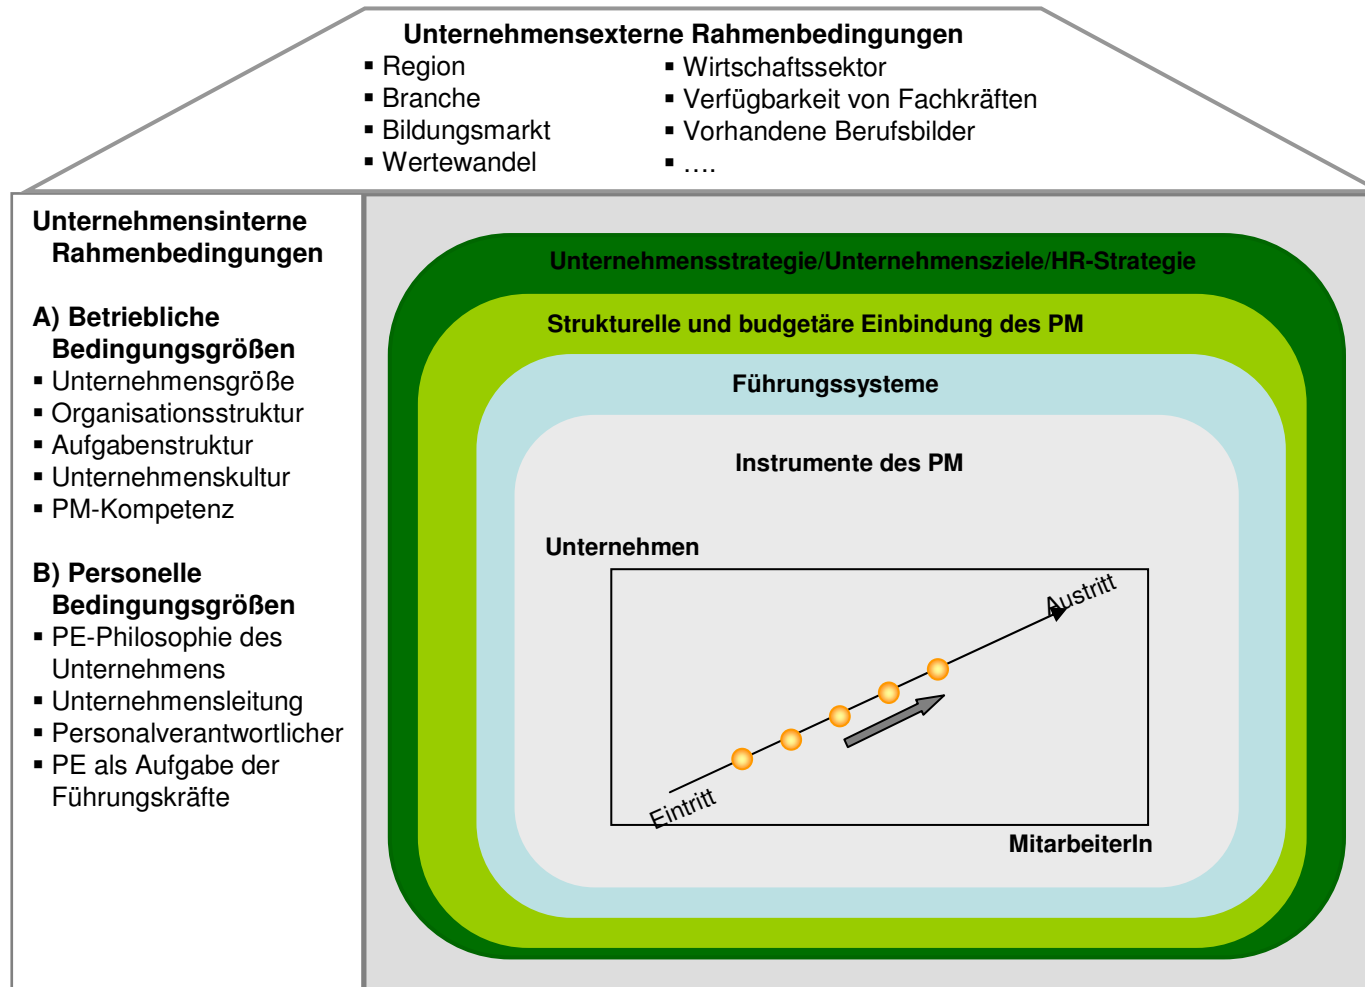 Unternehmensexterne Rahmenbedingungen
▪ Region
▪ Branche
▪ Bildungsmarkt
▪ Wertewandel
▪ Wirtschaftssektor
▪ Verfügbarkeit von Fachkräften
▪ Vorhandene Berufsbilder
▪ ….
Unternehmensinterne
Rahmenbedingungen
A) Betriebliche
Bedingungsgrößen
▪ Unternehmensgröße
▪ Organisationsstruktur
▪ Aufgabenstruktur
▪ Unternehmenskultur
▪ PM-Kompetenz
B) Personelle
Bedingungsgrößen
▪ PE-Philosophie des
Unternehmens
▪ Unternehmensleitung
▪ Personalverantwortlicher
▪ PE als Aufgabe der
Führungskräfte
Unternehmensstrategie/Unternehmensziele/HR-Strategie
Strukturelle und budgetäre Einbindung des PM
Führungssysteme
Instrumente des PM
Unternehmen
Austritt
Eintritt
MitarbeiterIn